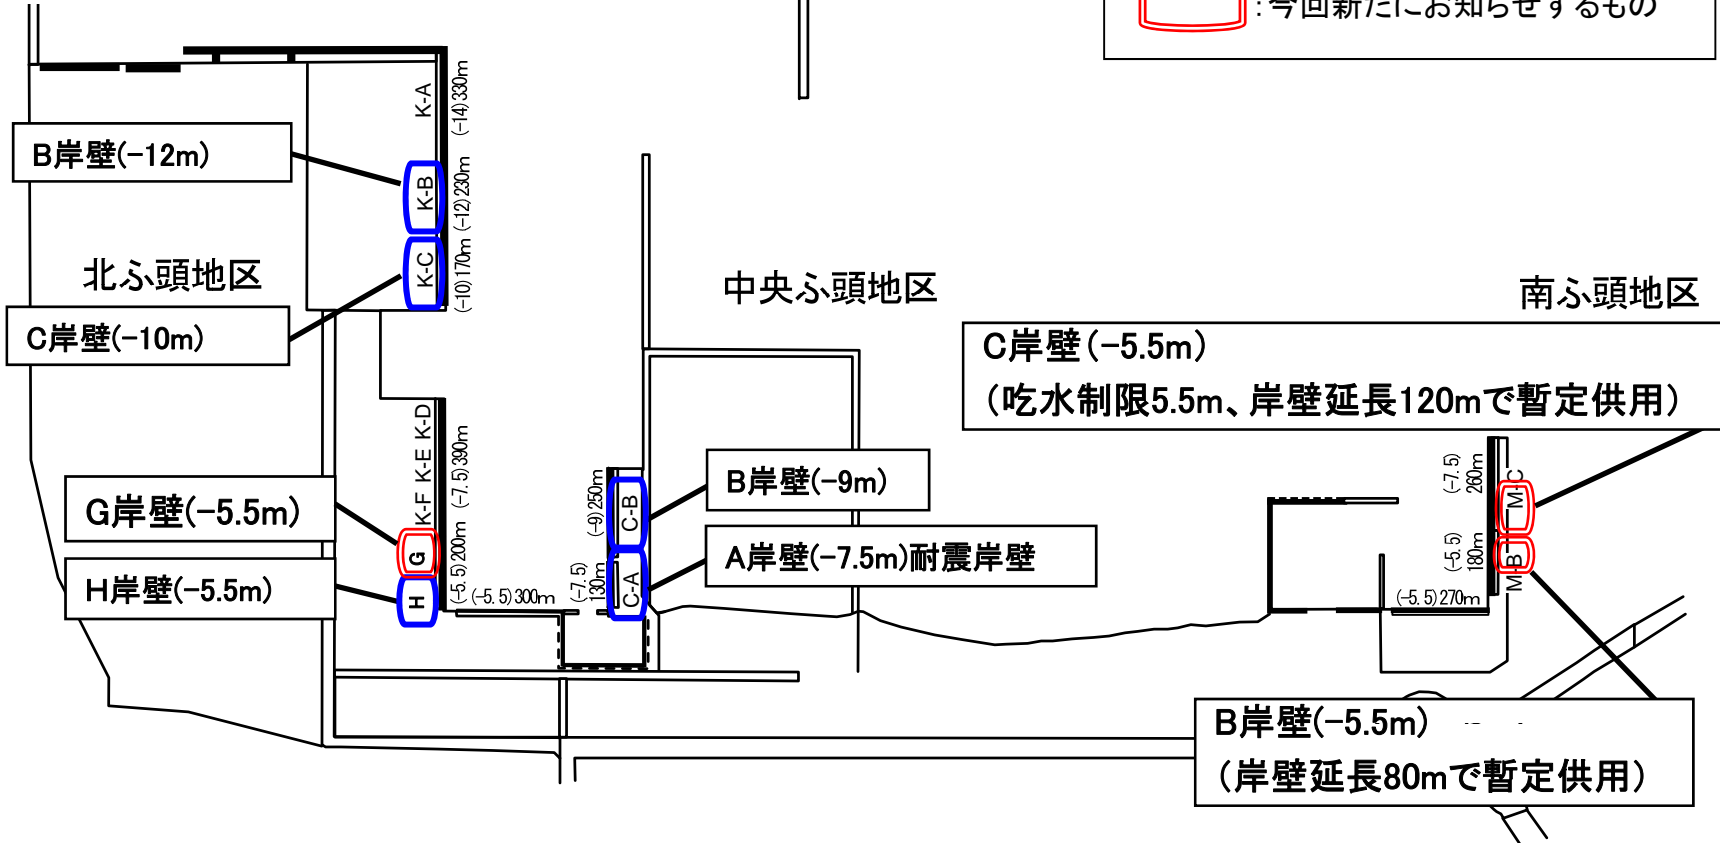 :今回新たにお知らせするもの
K-A
(-14)330m
B岸壁(-12m)
K-B
(-12)230m
K-C
(-10)170m
北ふ頭地区
中央ふ頭地区
南ふ頭地区
C岸壁(-10m)
C岸壁(-5.5m)
(吃水制限5.5m、岸壁延長120mで暫定供用)
K-F K-E K-D
(-7.5)390m
G岸壁(-5.5m)
G
(-5.5)200m
H岸壁(-5.5m)
H
(-5.5)300m
(-9)250m
C-B
B岸壁(-9m)
(-7.5)
130m
C-A
A岸壁(-7.5m)耐震岸壁
(-7.5)
260m
M-C
(-5.5)
180m
M-B
(-5.5)270m
B岸壁(-5.5m)
(岸壁延長80mで暫定供用)